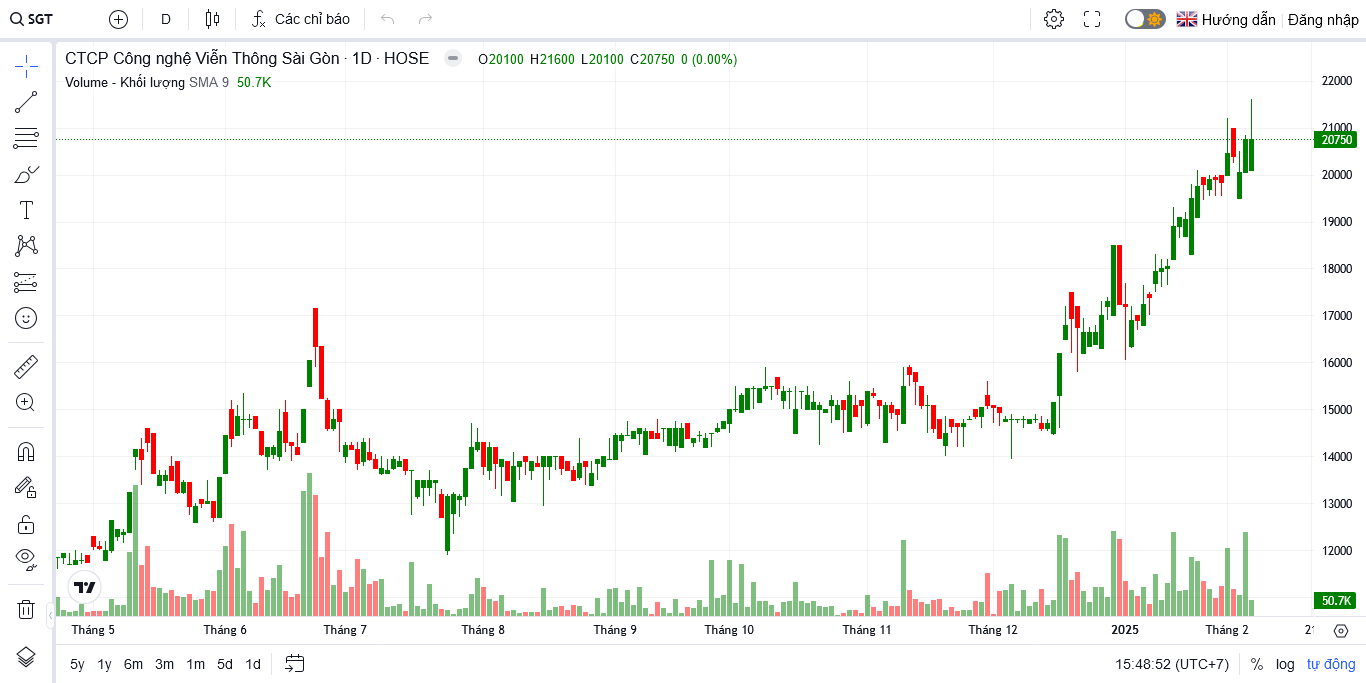 SGT D Các chỉ báo Hướng dẫn Đăng nhập
CTCP Công nghệ Viễn Thông Sài Gòn · 1D · HOSE O20100 H21600 L20100 C20750 0 (0.00%)
Volume - Khối lượng SMA 9 50.7K
22000
21000
20750
20000
19000
18000
17000
16000
15000
14000
13000
12000
50.7K
Tháng 5 Tháng 6 Tháng 7 Tháng 8 Tháng 9 Tháng 10 Tháng 11 Tháng 12 2025 Tháng 2 21
5y 1y 6m 3m 1m 5d 1d 15:48:52 (UTC+7) % log tự động